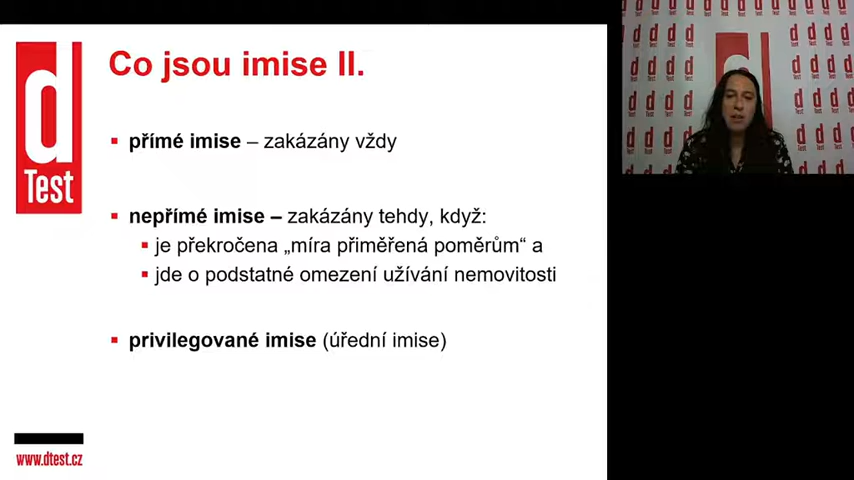 Co jsou imise II.
d
Test
▪ přímé imise – zakázány vždy
▪ nepřímé imise – zakázány tehdy, když:
▪ je překročena „míra přiměřená poměrům“ a
▪ jde o podstatné omezení užívání nemovitosti
▪ privilegované imise (úřední imise)
www.dtest.cz